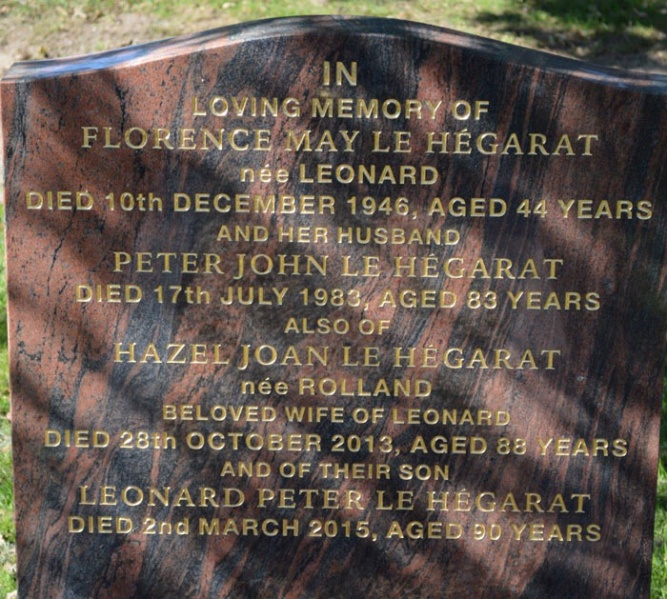 IN
LOVING MEMORY OF
FLORENCE MAY LE HÉGARAT
née LEONARD
DIED 10th DECEMBER 1946, AGED 44 YEARS
AND HER HUSBAND
PETER JOHN LE HÉGARAT
DIED 17th JULY 1983, AGED 83 YEARS
ALSO OF
HAZEL JOAN LE HÉGARAT
née ROLLAND
BELOVED WIFE OF LEONARD
DIED 28th OCTOBER 2013, AGED 88 YEARS
AND OF THEIR SON
LEONARD PETER LE HÉGARAT
DIED 2nd MARCH 2015, AGED 90 YEARS